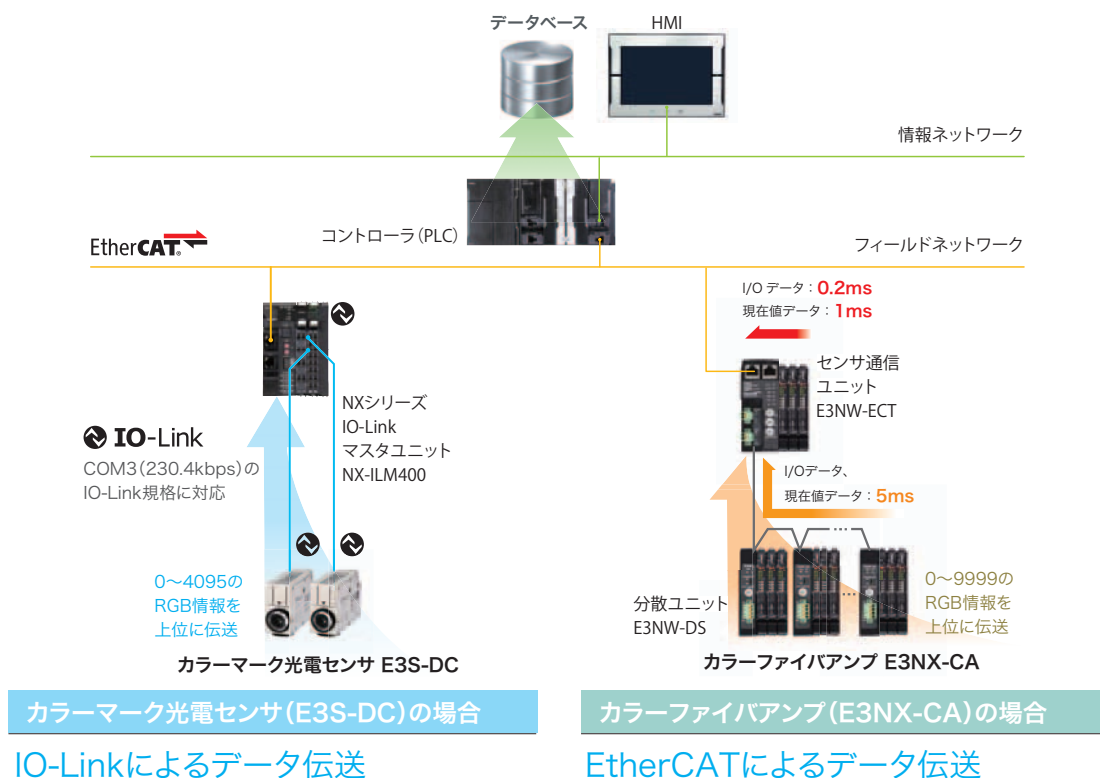 データベース
HMI
情報ネットワーク
コントローラ(PLC)
EtherCAT®
フィールドネットワーク
I/O データ：0.2ms
現在値データ：1ms
センサ通信
ユニット
E3NW-ECT
NXシリーズ
IO-Link
マスタユニット
NX-ILM400
IO-Link
COM3(230.4kbps)の
IO-Link規格に対応
I/Oデータ、
現在値データ：5ms
0〜4095の
RGB情報を
上位に伝送
分散ユニット
E3NW-DS
0〜9999の
RGB情報を
上位に伝送
カラーマーク光電センサ E3S-DC
カラーファイバアンプ E3NX-CA
カラーマーク光電センサ(E3S-DC)の場合
カラーファイバアンプ(E3NX-CA)の場合
IO-Linkによるデータ伝送
EtherCATによるデータ伝送